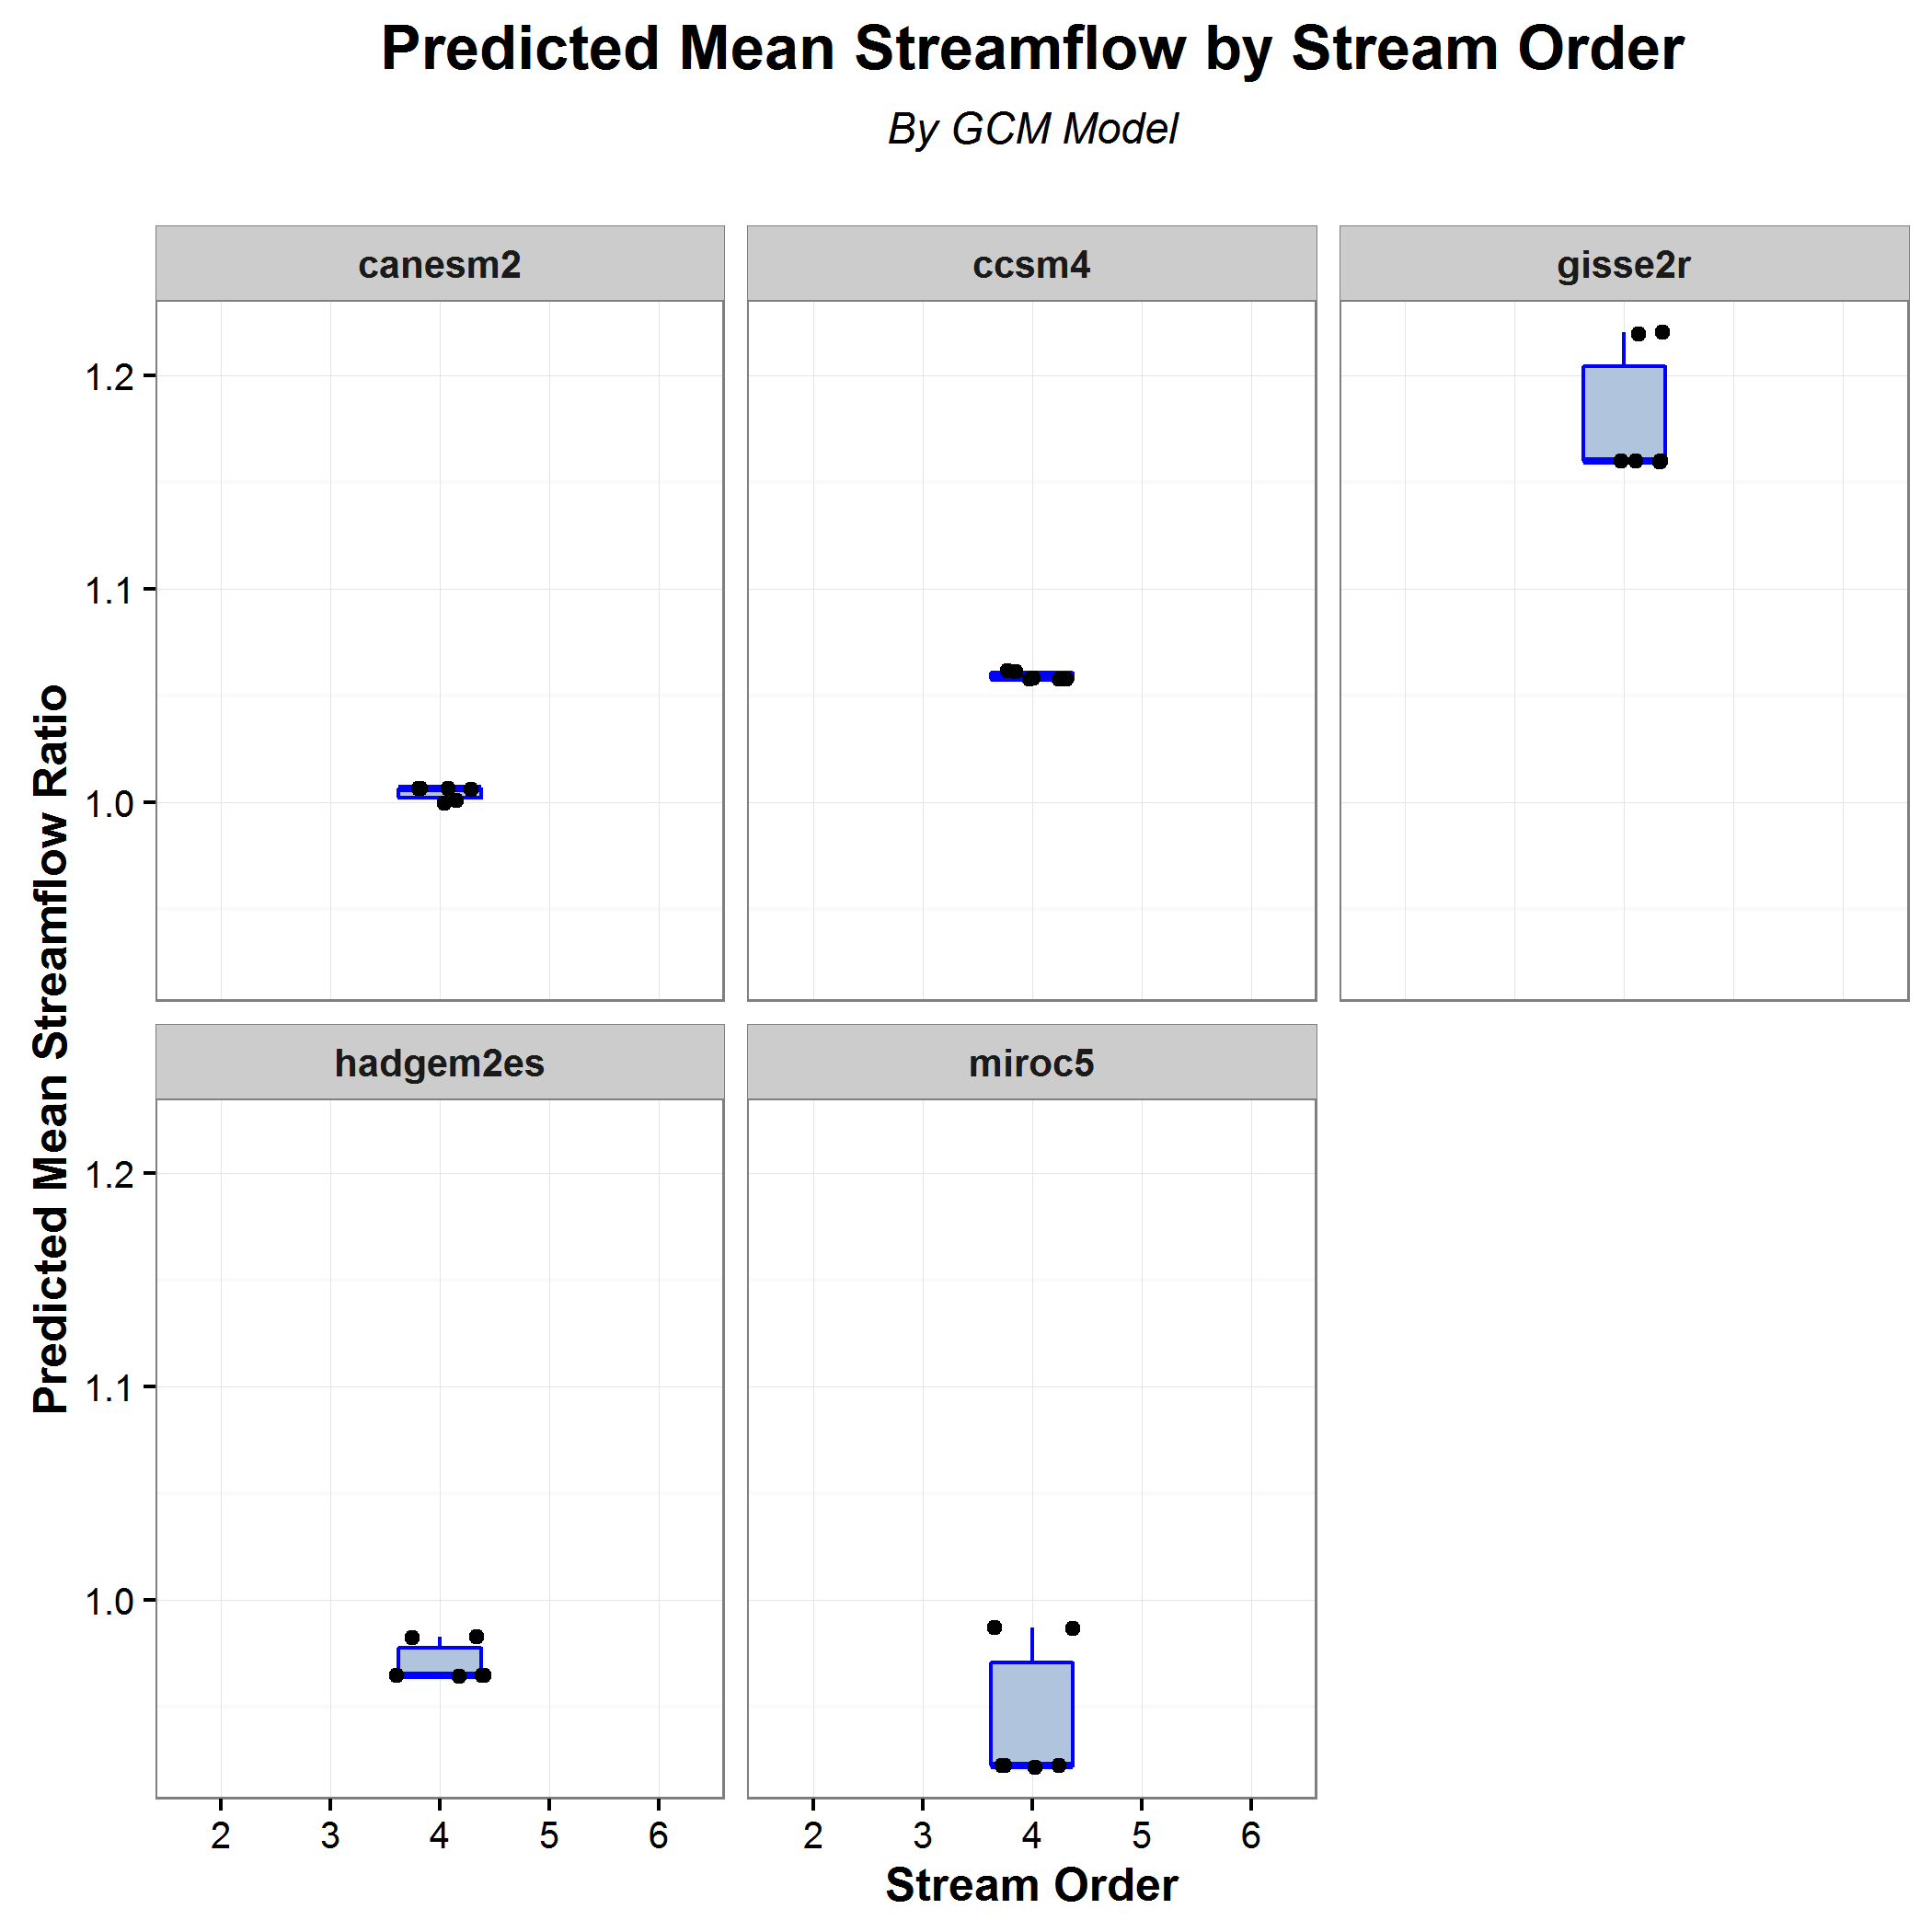 Predicted Mean Streamflow by Stream Order
By GCM Model
canesm2
ccsm4
gisse2r
1.2
1.1
1.0
Predicted Mean Streamflow Ratio
hadgem2es
miroc5
1.2
1.1
1.0
2 3 4 5 6
2 3 4 5 6
Stream Order